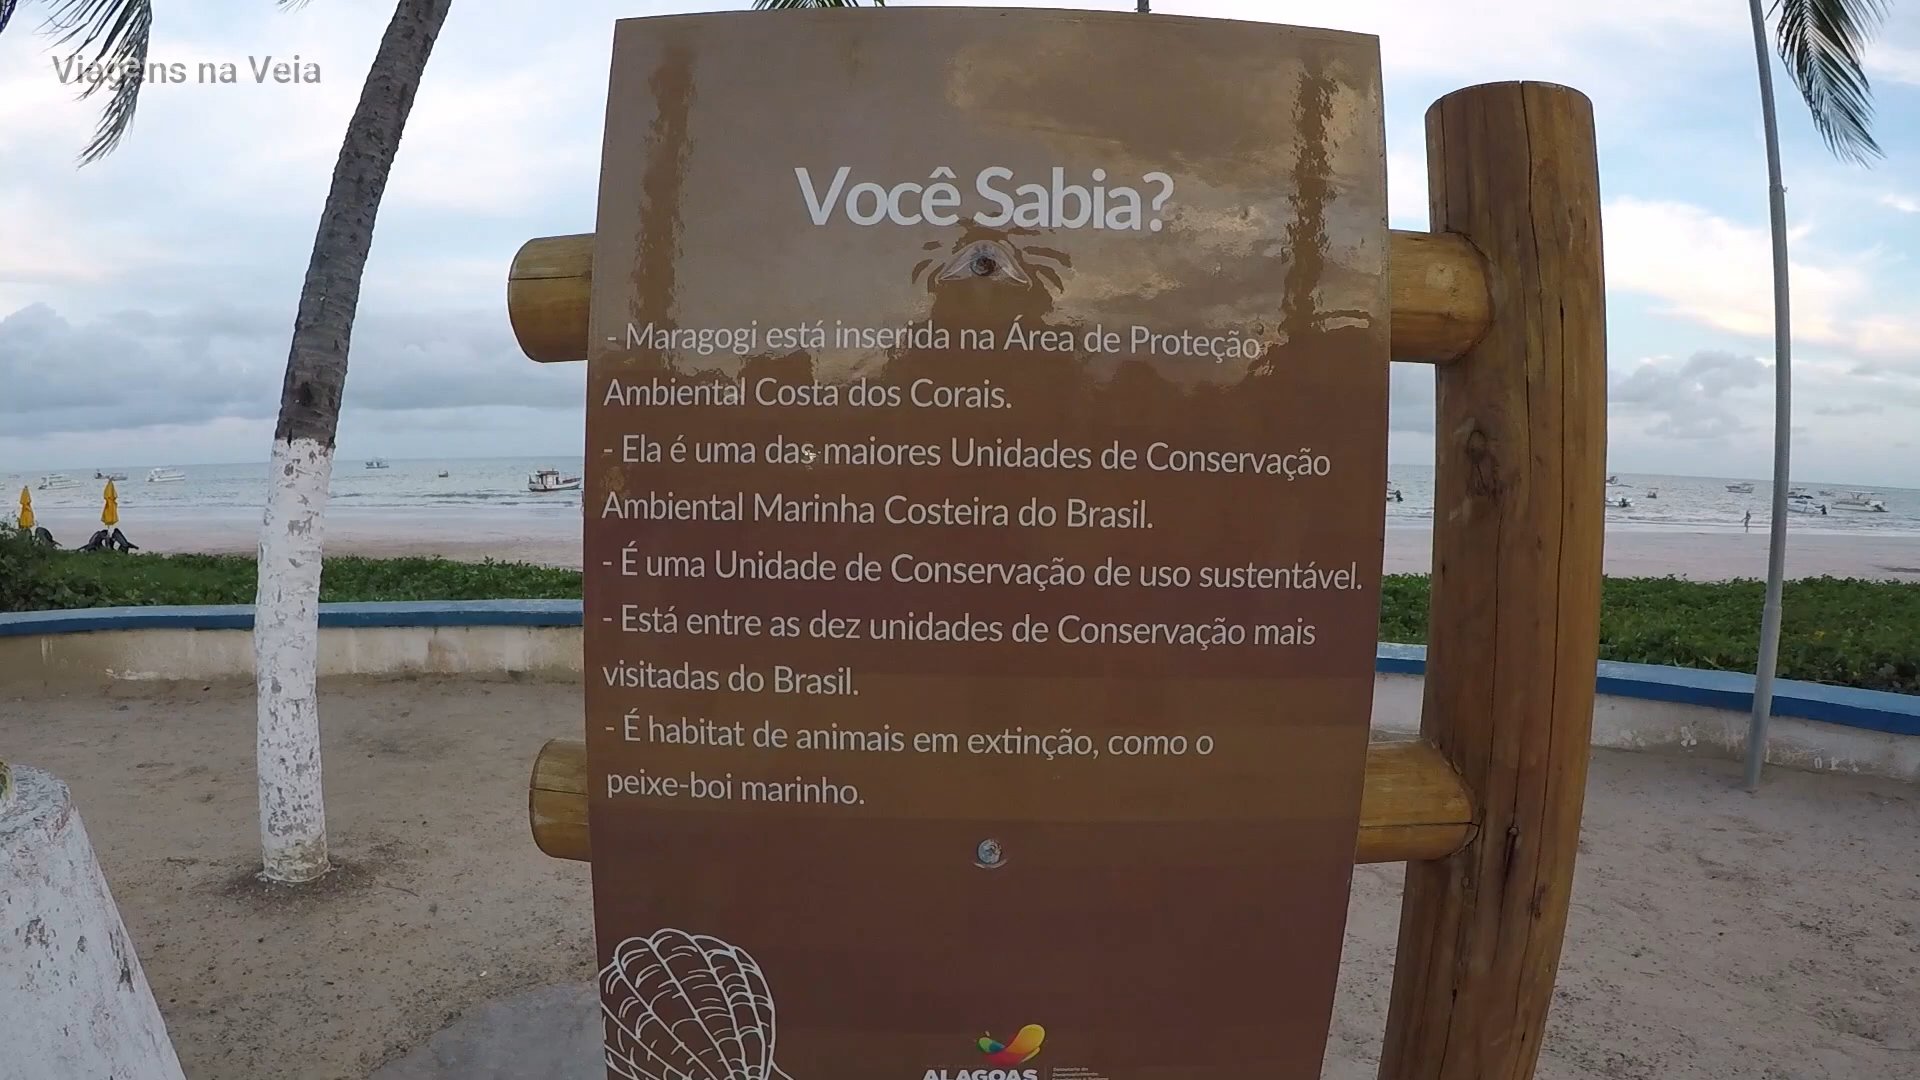 Viagens na Veia
Você Sabia?
- Maragogi está inserida na Área de Proteção
Ambiental Costa dos Corais.
- Ela é uma das maiores Unidades de Conservação
Ambiental Marinha Costeira do Brasil.
- É uma Unidade de Conservação de uso sustentável.
- Está entre as dez unidades de Conservação mais
visitadas do Brasil.
- É habitat de animais em extinção, como o
peixe-boi marinho.
ALAGOAS